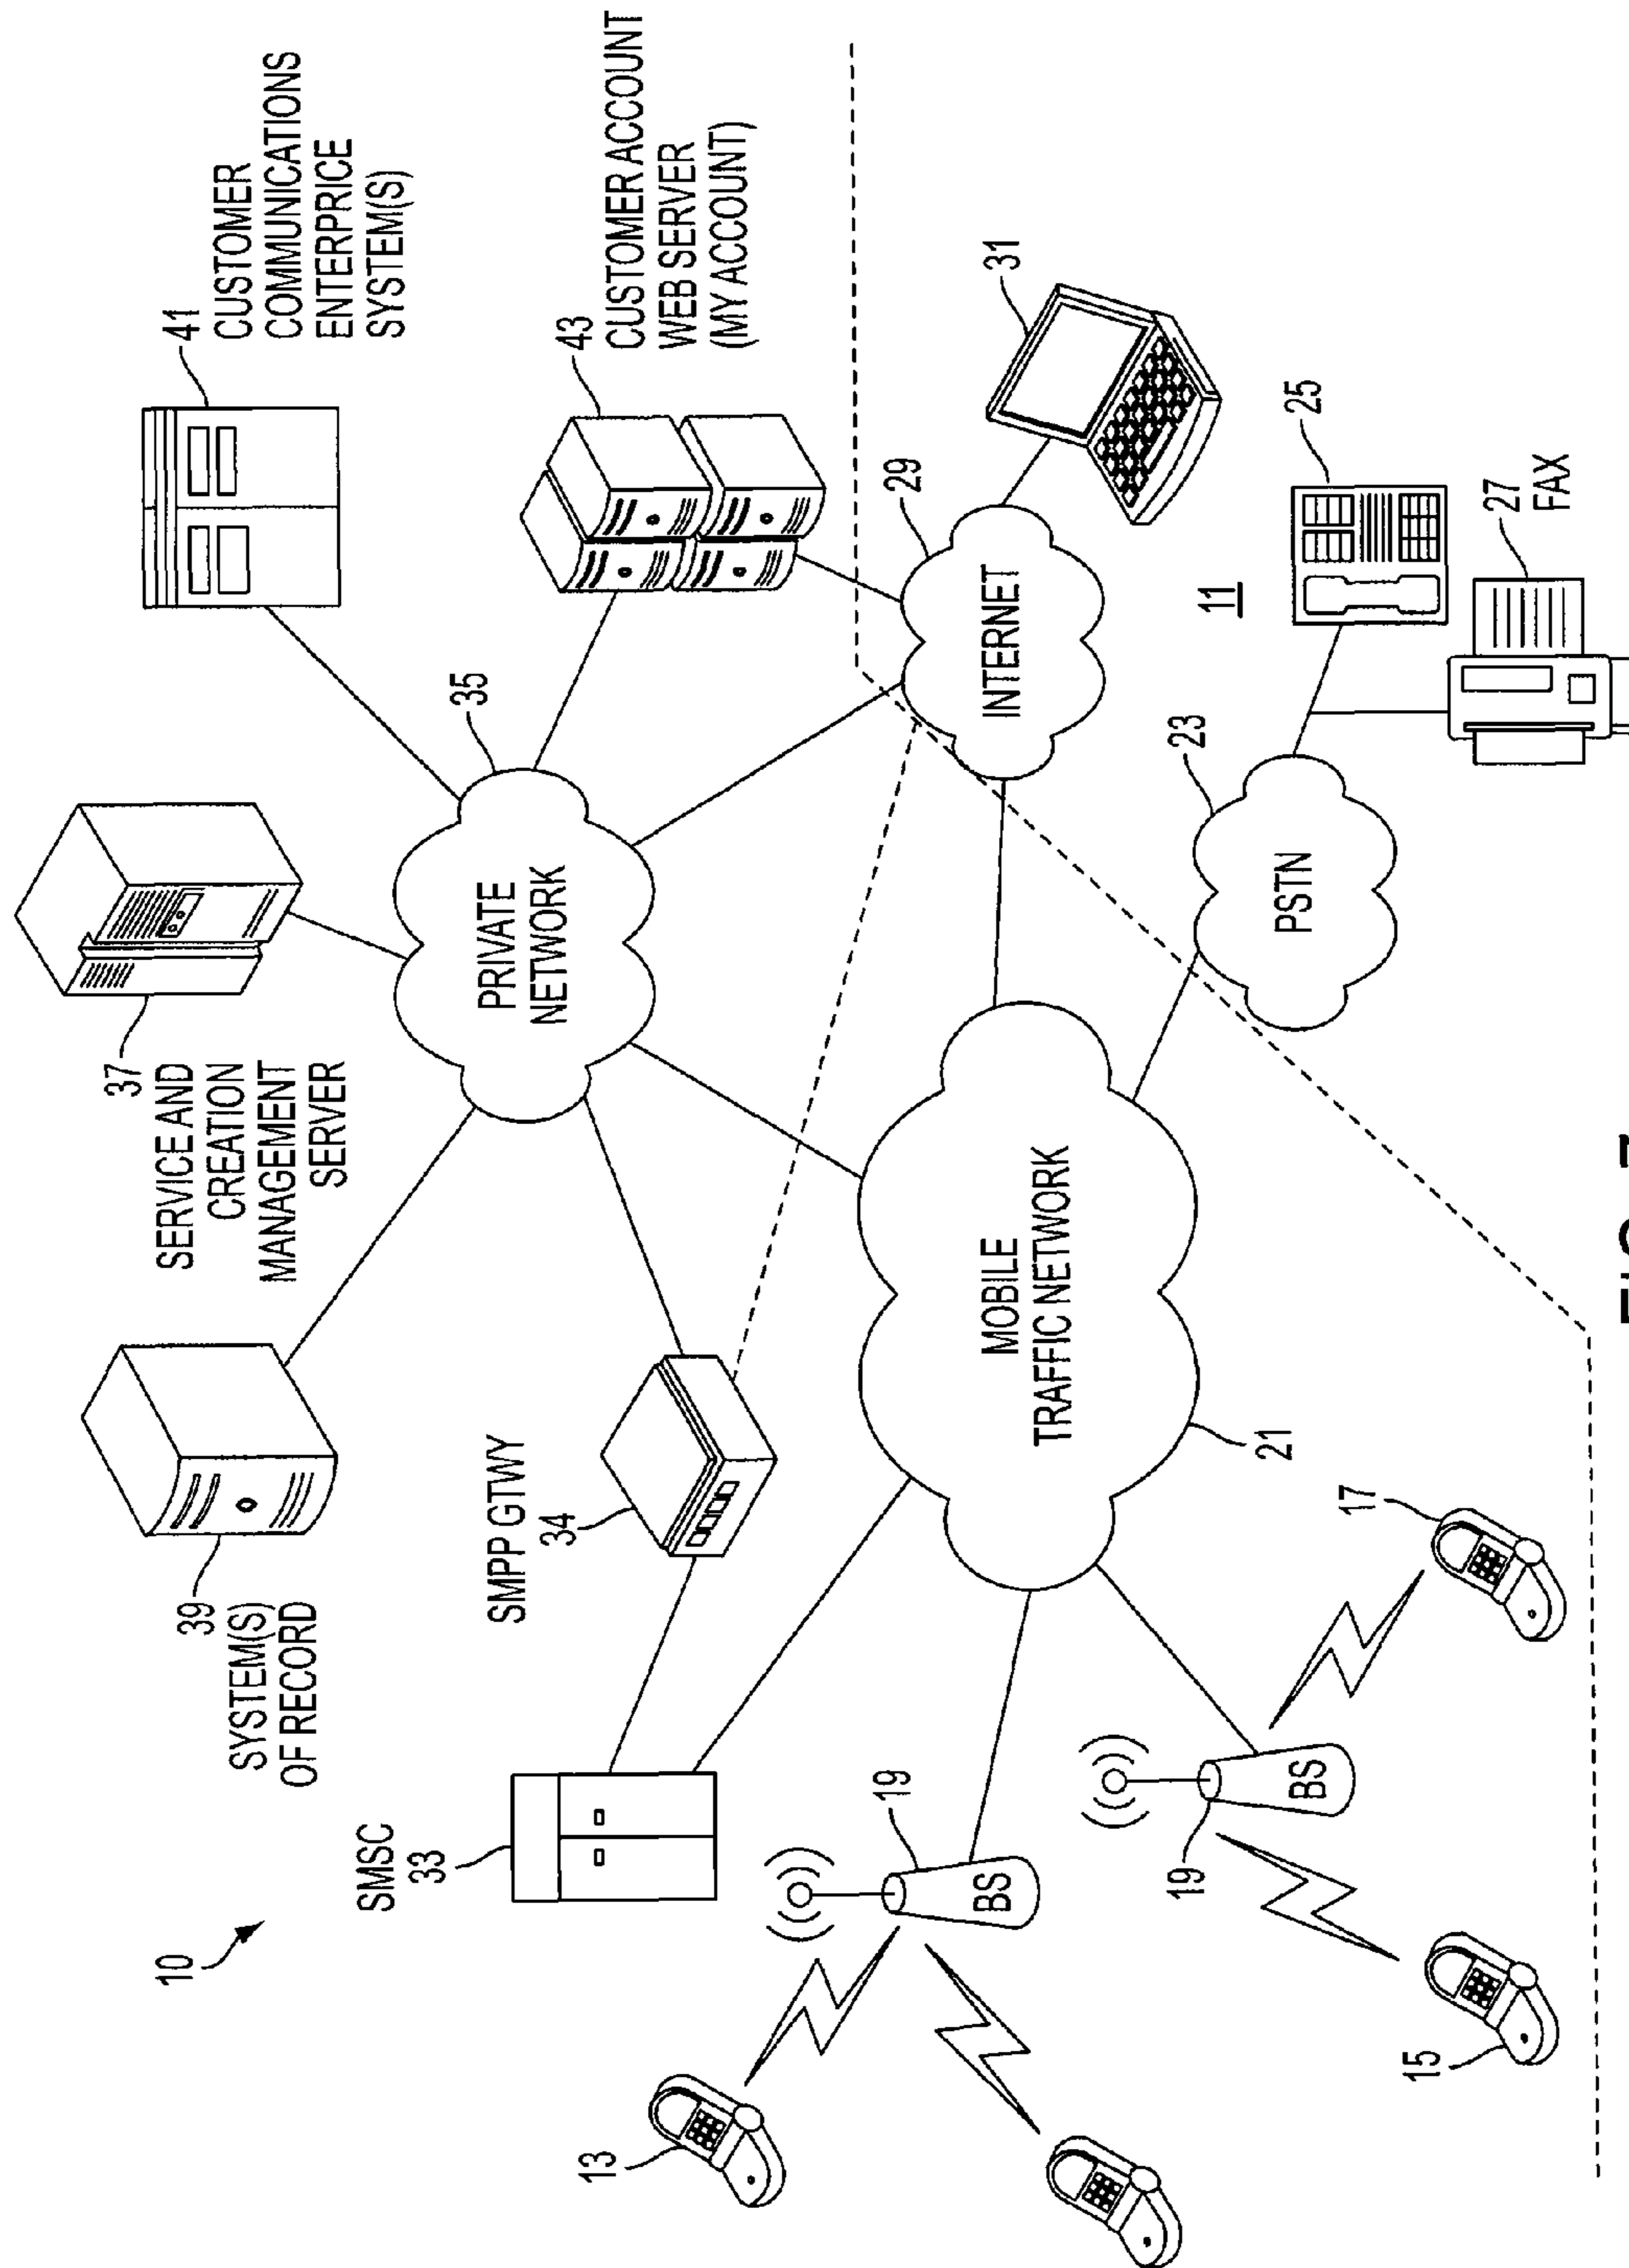 10
39
SYSTEM(S)
OF RECORD
37
SERVICE AND
CREATION
MANAGEMENT
SERVER
41
CUSTOMER
COMMUNICATIONS
ENTERPRICE
SYSTEM(S)
SMSC
33
SMPP GTWY
34
PRIVATE
NETWORK
35
43
CUSTOMER ACCOUNT
WEB SERVER
(MY ACCOUNT)
13
19
BS
MOBILE
TRAFFIC NETWORK
21
INTERNET
29
31
19
BS
17
15
PSTN
23
11
25
27
FAX